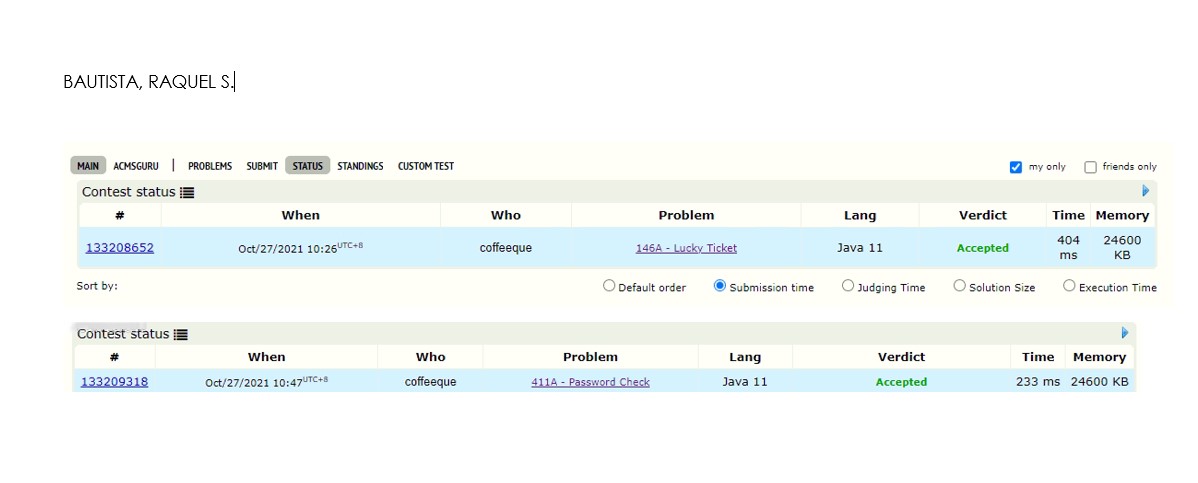 BAUTISTA, RAQUEL S.
MAIN ACMSGURU | PROBLEMS SUBMIT STATUS STANDINGS CUSTOM TEST my only friends only
Contest status
# When Who Problem Lang Verdict Time Memory
133208652 Oct/27/2021 10:26UTC+8 coffeeque 146A - Lucky Ticket Java 11 Accepted 404 ms 24600 KB
Sort by: Default order Submission time Judging Time Solution Size Execution Time
Contest status
# When Who Problem Lang Verdict Time Memory
133209318 Oct/27/2021 10:47UTC+8 coffeeque 411A - Password Check Java 11 Accepted 233 ms 24600 KB